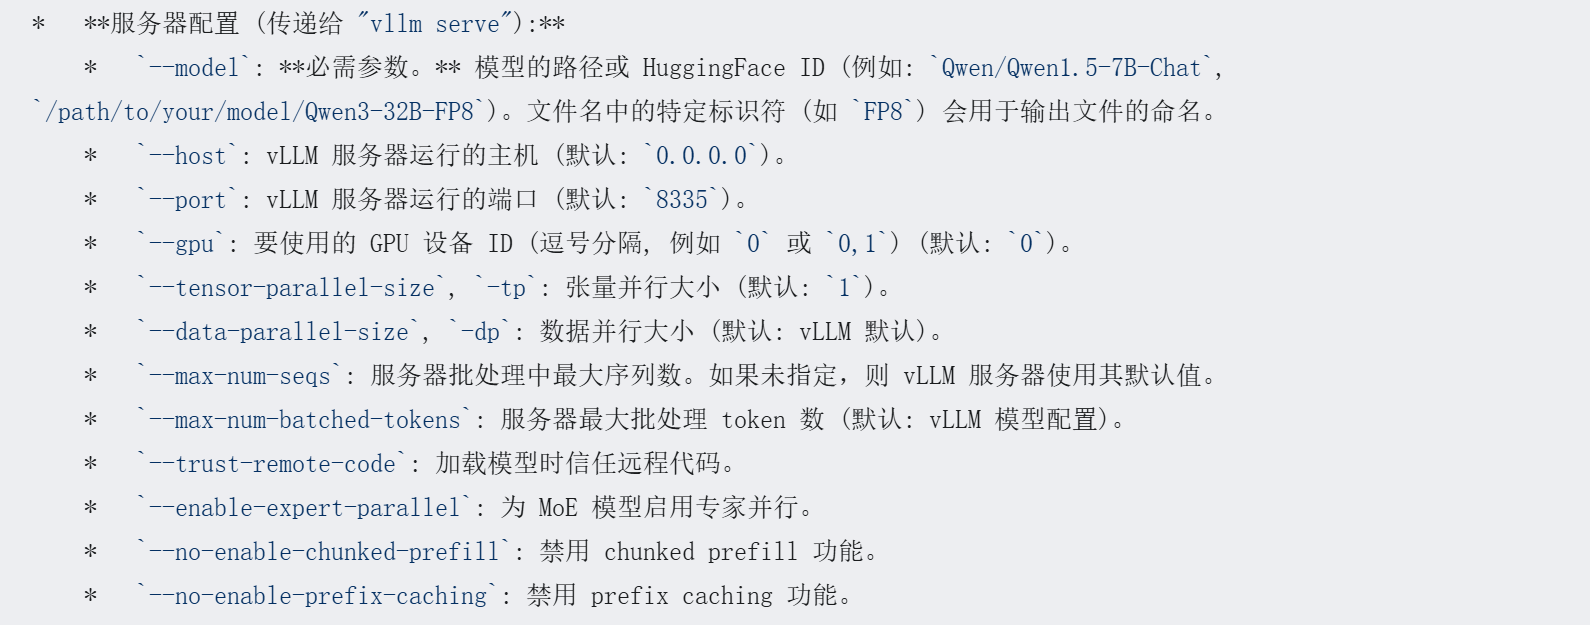 *   **服务器配置 (传递给 "vllm serve"):**
    *   `--model`: **必需参数。** 模型的路径或 HuggingFace ID (例如: `Qwen/Qwen1.5-7B-Chat`,
`/path/to/your/model/Qwen3-32B-FP8`)。文件名中的特定标识符 (如 `FP8`) 会用于输出文件的命名。
    *   `--host`: vLLM 服务器运行的主机 (默认: `0.0.0.0`)。
    *   `--port`: vLLM 服务器运行的端口 (默认: `8335`)。
    *   `--gpu`: 要使用的 GPU 设备 ID (逗号分隔, 例如 `0` 或 `0,1`) (默认: `0`)。
    *   `--tensor-parallel-size`, `-tp`: 张量并行大小 (默认: `1`)。
    *   `--data-parallel-size`, `-dp`: 数据并行大小 (默认: vLLM 默认)。
    *   `--max-num-seqs`: 服务器批处理中最大序列数。如果未指定，则 vLLM 服务器使用其默认值。
    *   `--max-num-batched-tokens`: 服务器最大批处理 token 数 (默认: vLLM 模型配置)。
    *   `--trust-remote-code`: 加载模型时信任远程代码。
    *   `--enable-expert-parallel`: 为 MoE 模型启用专家并行。
    *   `--no-enable-chunked-prefill`: 禁用 chunked prefill 功能。
    *   `--no-enable-prefix-caching`: 禁用 prefix caching 功能。